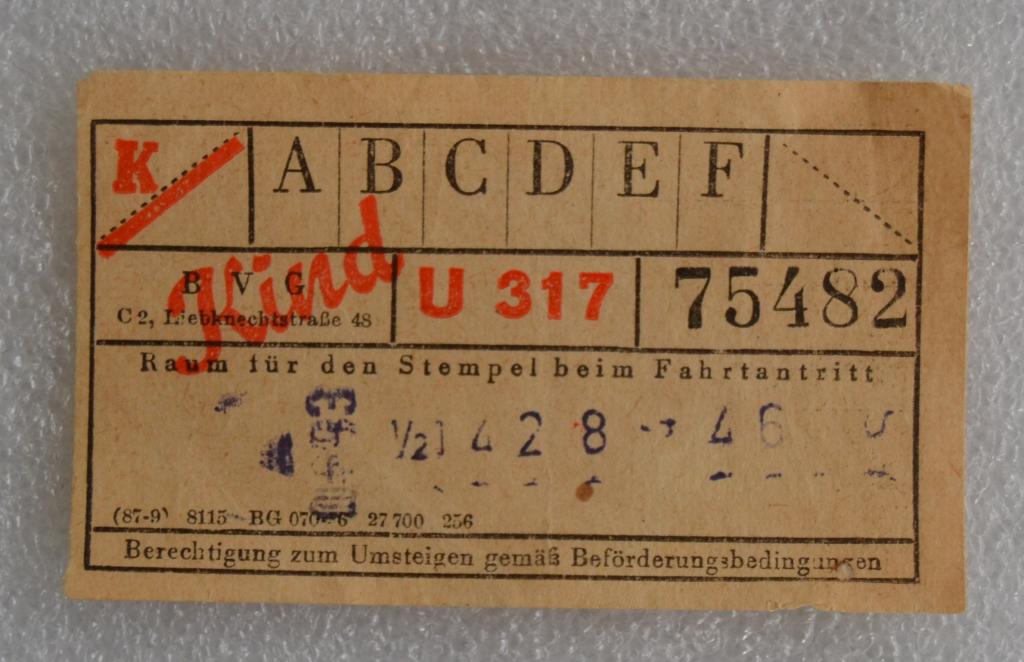 K A B C D E F
Kind
B V G
C 2, Liebknechtstraße 48
U 317
75482
Raum für den Stempel beim Fahrtantritt
½ 4 2 8 4 6
(87-9) 8115 BG 070 6 27 700 256
Berechtigung zum Umsteigen gemäß Beförderungsbedingungen